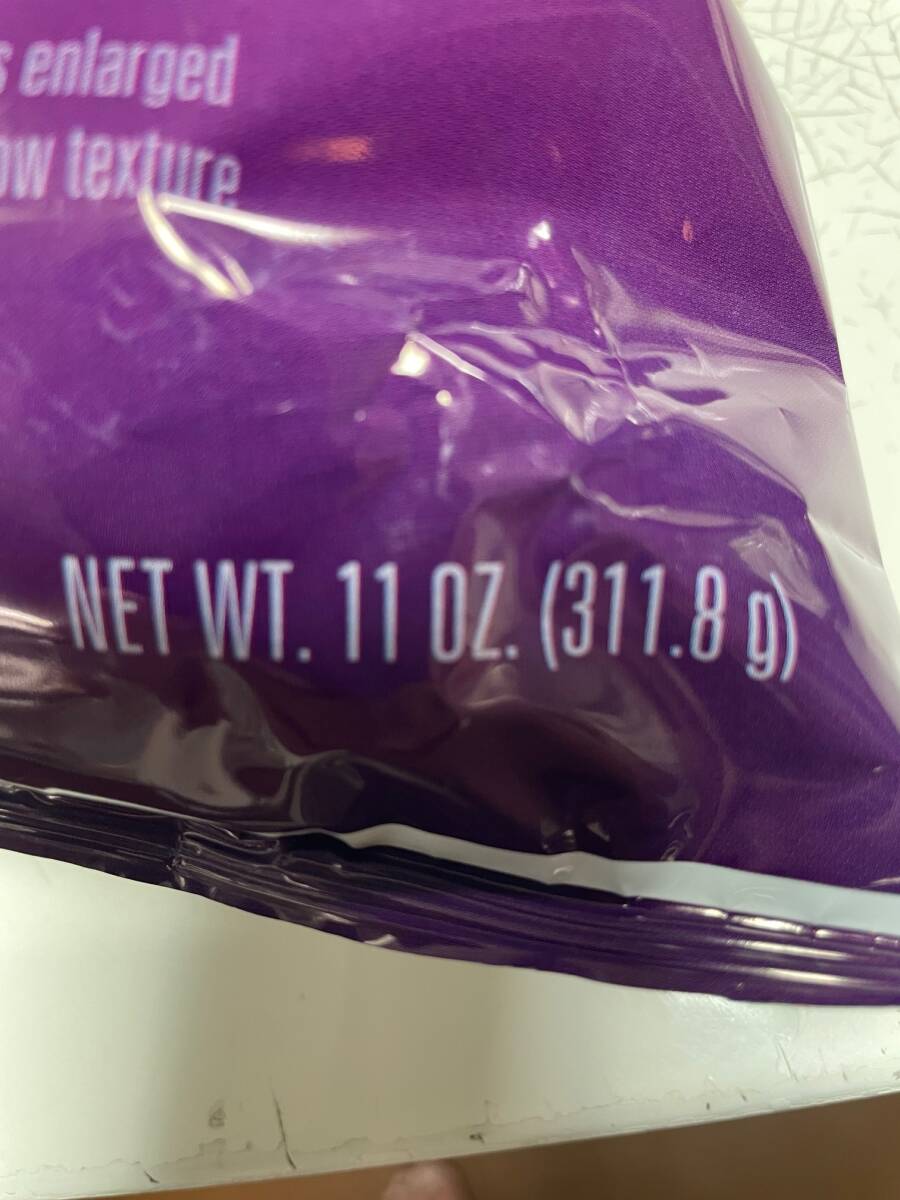 enlarged
texture
NET WT. 11 OZ. (311.8 g)